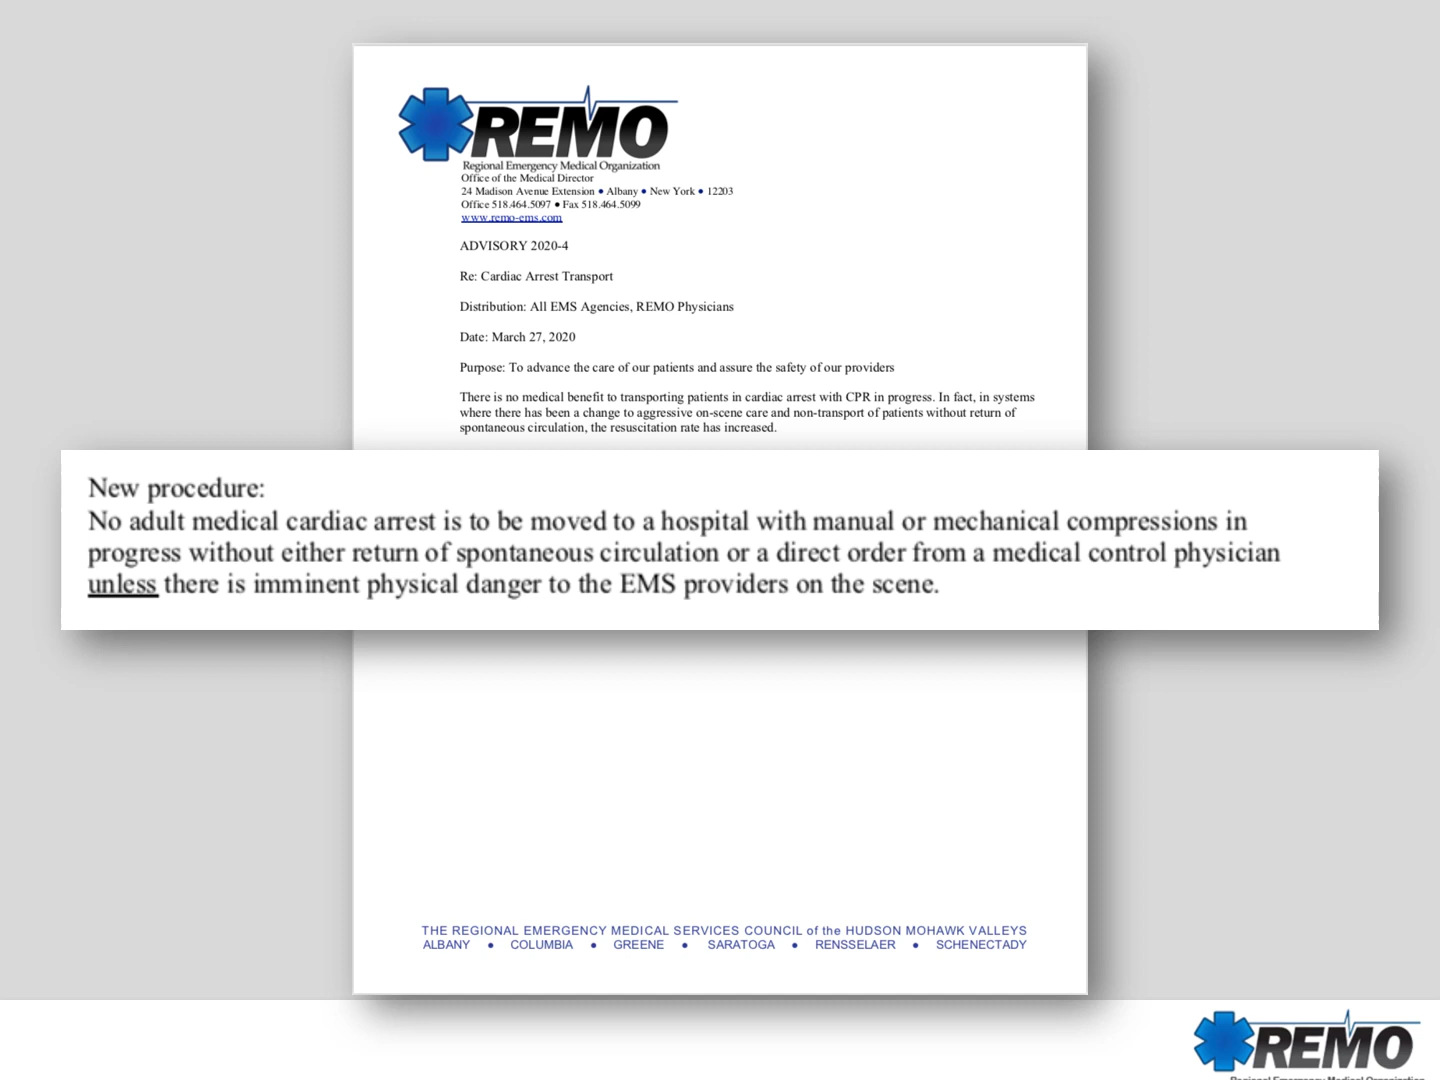 REMO
Regional Emergency Medical Organization
Office of the Medical Director
24 Madison Avenue Extension ● Albany ● New York ● 12203
Office 518.464.5097 ● Fax 518.464.5099
www.remo-ems.com
ADVISORY 2020-4
Re: Cardiac Arrest Transport
Distribution: All EMS Agencies, REMO Physicians
Date: March 27, 2020
Purpose: To advance the care of our patients and assure the safety of our providers
There is no medical benefit to transporting patients in cardiac arrest with CPR in progress. In fact, in systems
where there has been a change to aggressive on-scene care and non-transport of patients without return of
spontaneous circulation, the resuscitation rate has increased.
New procedure:
No adult medical cardiac arrest is to be moved to a hospital with manual or mechanical compressions in
progress without either return of spontaneous circulation or a direct order from a medical control physician
unless there is imminent physical danger to the EMS providers on the scene.
THE REGIONAL EMERGENCY MEDICAL SERVICES COUNCIL of the HUDSON MOHAWK VALLEYS
ALBANY ● COLUMBIA ● GREENE ● SARATOGA ● RENSSELAER ● SCHENECTADY
REMO
Regional Emergency Medical Organization